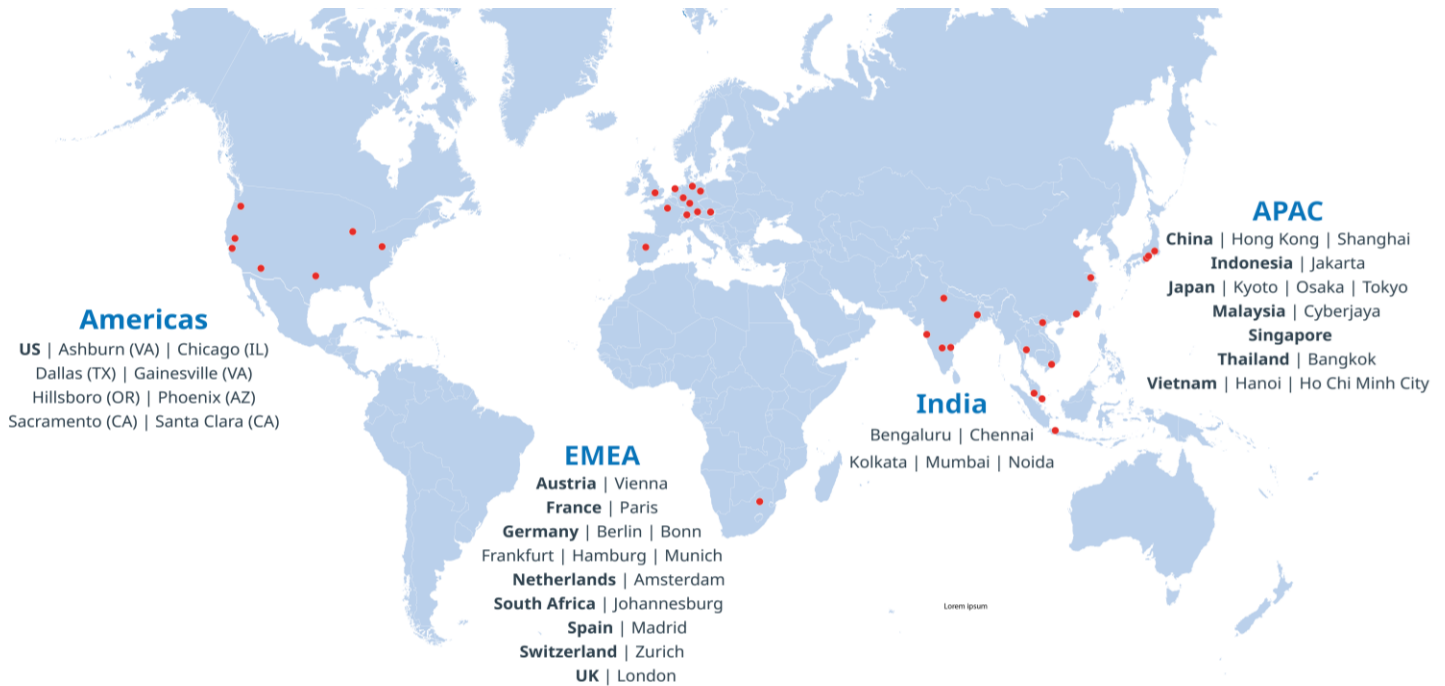 Americas
US | Ashburn (VA) | Chicago (IL)
Dallas (TX) | Gainesville (VA)
Hillsboro (OR) | Phoenix (AZ)
Sacramento (CA) | Santa Clara (CA)
EMEA
Austria | Vienna
France | Paris
Germany | Berlin | Bonn
Frankfurt | Hamburg | Munich
Netherlands | Amsterdam
South Africa | Johannesburg
Spain | Madrid
Switzerland | Zurich
UK | London
India
Bengaluru | Chennai
Kolkata | Mumbai | Noida
APAC
China | Hong Kong | Shanghai
Indonesia | Jakarta
Japan | Kyoto | Osaka | Tokyo
Malaysia | Cyberjaya
Singapore
Thailand | Bangkok
Vietnam | Hanoi | Ho Chi Minh City
Lorem ipsum